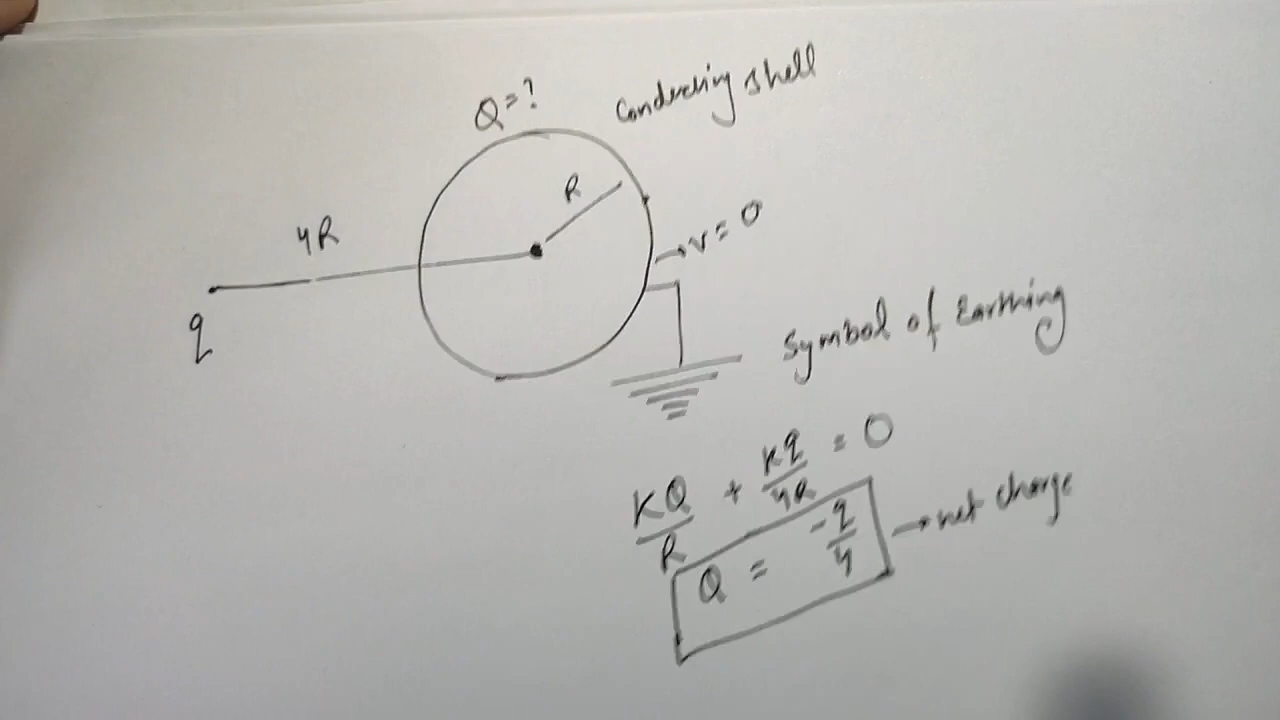 Q = ?
Conducting shell
R
4R
→ V = 0
q
Symbol of Earthing
KQ/R + Kq/4R = 0
Q = -q/4 → net charge